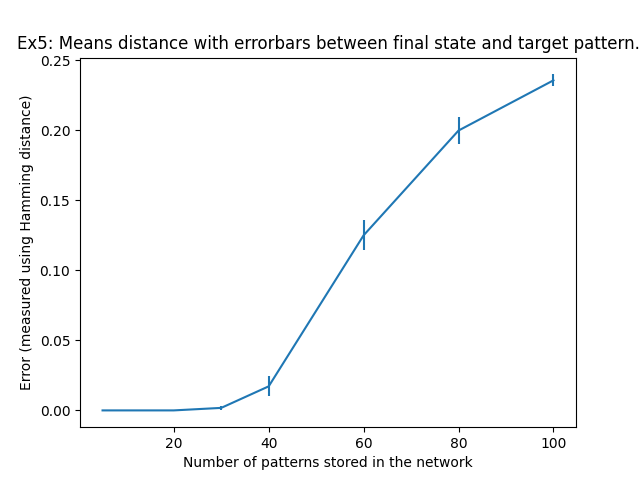 Ex5: Means distance with errorbars between final state and target pattern.
0.25
0.20
0.15
0.10
0.05
0.00
Error (measured using Hamming distance)
20 40 60 80 100
Number of patterns stored in the network